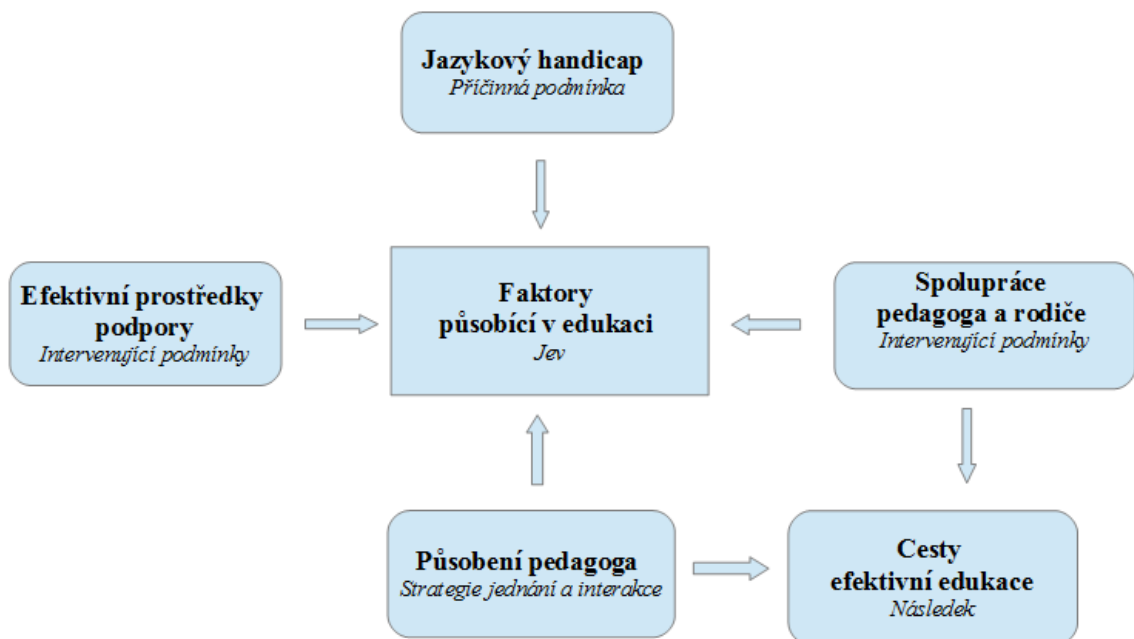 Jazykový handicap
Příčinná podmínka
Efektivní prostředky
podpory
Intervenující podmínky
Faktory
působící v edukaci
Jev
Spolupráce
pedagoga a rodiče
Intervenující podmínky
Působení pedagoga
Strategie jednání a interakce
Cesty
efektivní edukace
Následek